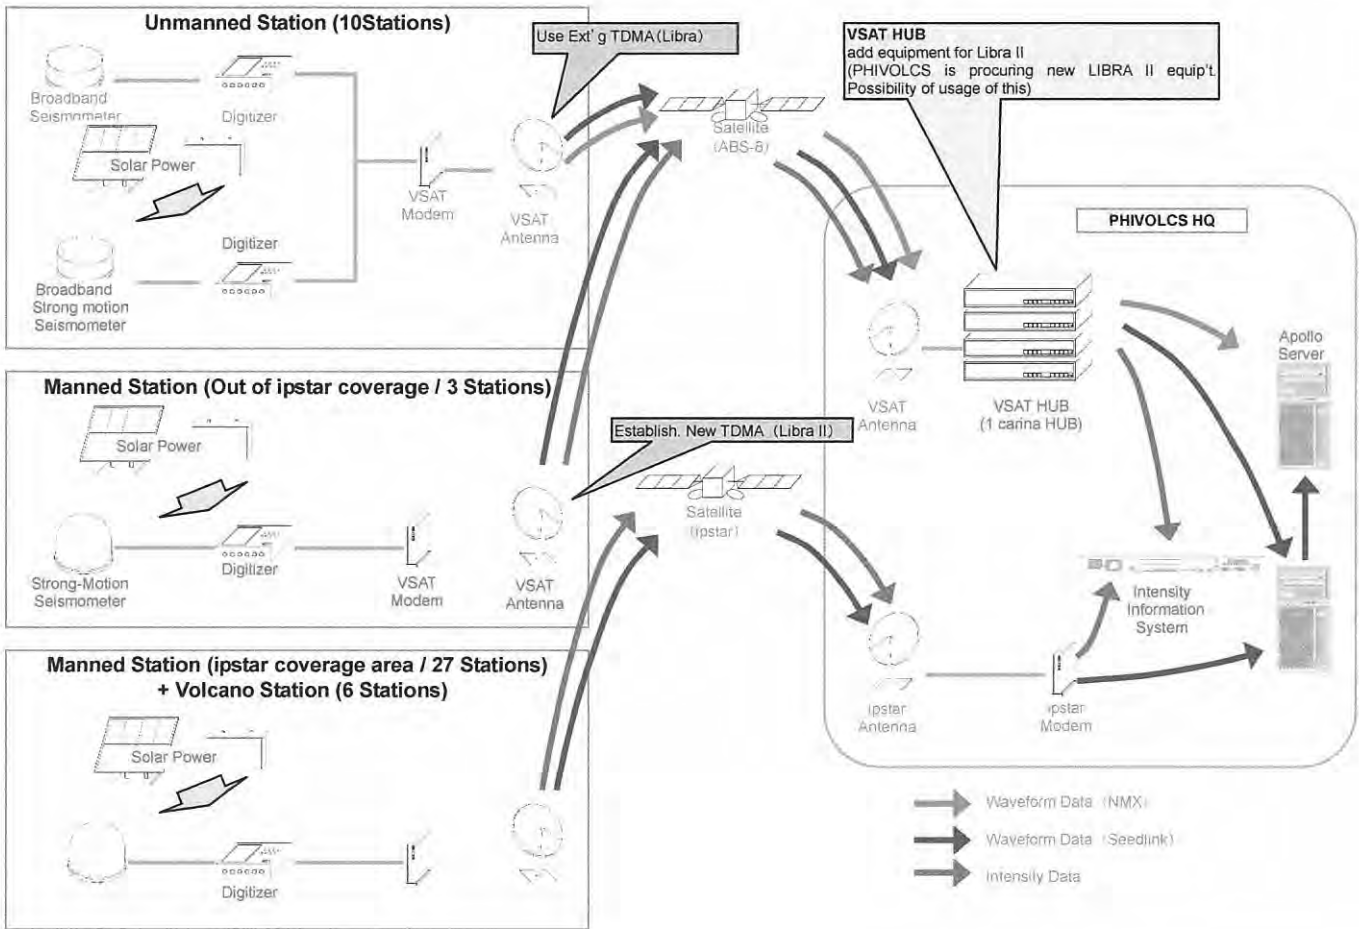 Unmanned Station (10Stations)
Broadband
Seismometer
Digitizer
Solar Power
Digitizer
Broadband
Strong motion
Seismometer
VSAT
Modem
VSAT
Antenna
Use Ext' g TDMA(Libra)
Satellite
(ABS-8)
VSAT HUB
add equipment for Libra II
(PHIVOLCS is procuring new LIBRA II equip't.
Possibility of usage of this)
PHIVOLCS HQ
VSAT
Antenna
VSAT HUB
(1 carina HUB)
Apollo
Server
Manned Station (Out of ipstar coverage / 3 Stations)
Solar Power
Strong-Motion
Seismometer
Digitizer
VSAT
Modem
VSAT
Antenna
Establish. New TDMA (Libra II)
Satellite
(ipstar)
Intensity
Information
System
ipstar
Antenna
ipstar
Modem
Manned Station (ipstar coverage area / 27 Stations)
+ Volcano Station (6 Stations)
Solar Power
Digitizer
Waveform Data (NMX)
Waveform Data (Seedlink)
Intensity Data